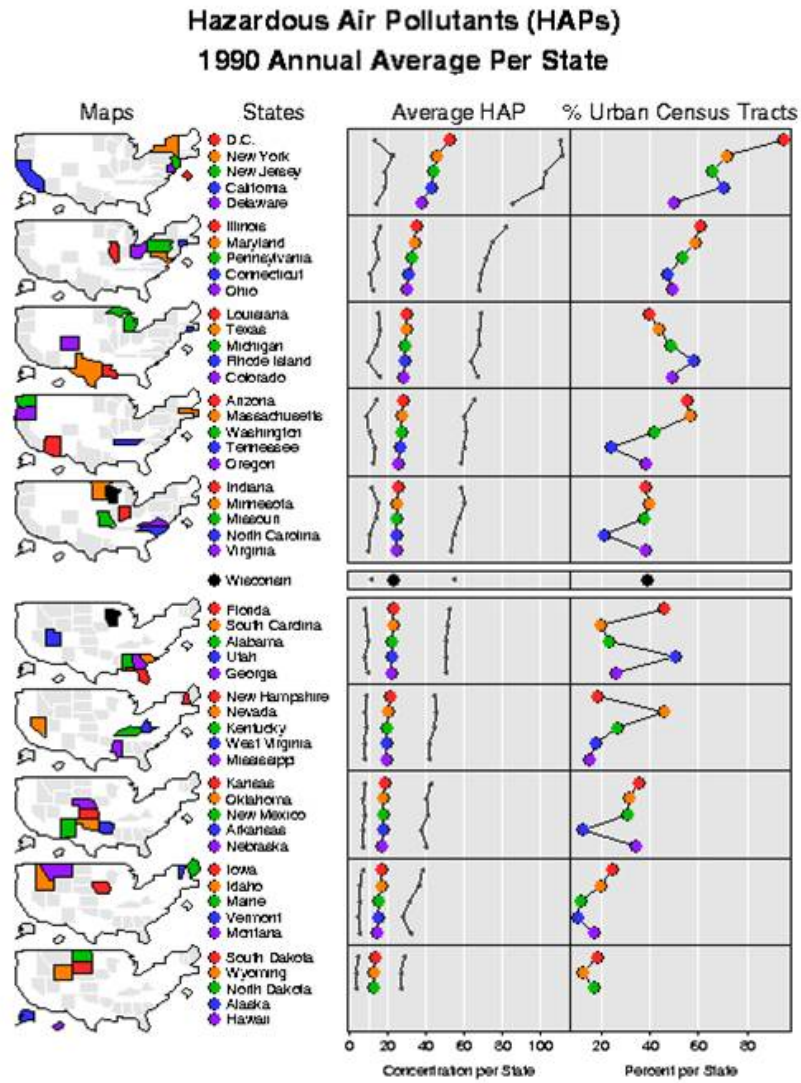 Hazardous Air Pollutants (HAPs)
1990 Annual Average Per State
Maps States Average HAP % Urban Census Tracts
D.C.
New York
New Jersey
California
Delaware
Illinois
Maryland
Pennsylvania
Connecticut
Ohio
Louisiana
Texas
Michigan
Rhode Island
Colorado
Arizona
Massachusetts
Washington
Tennessee
Oregon
Indiana
Minnesota
Missouri
North Carolina
Virginia
Wisconsin
Florida
South Carolina
Alabama
Utah
Georgia
New Hampshire
Nevada
Kentucky
West Virginia
Mississippi
Kansas
Oklahoma
New Mexico
Arkansas
Nebraska
Iowa
Idaho
Maine
Vermont
Montana
South Dakota
Wyoming
North Dakota
Alaska
Hawaii
0 20 40 60 80 100 20 40 60 80
Concentration per State Percent per State